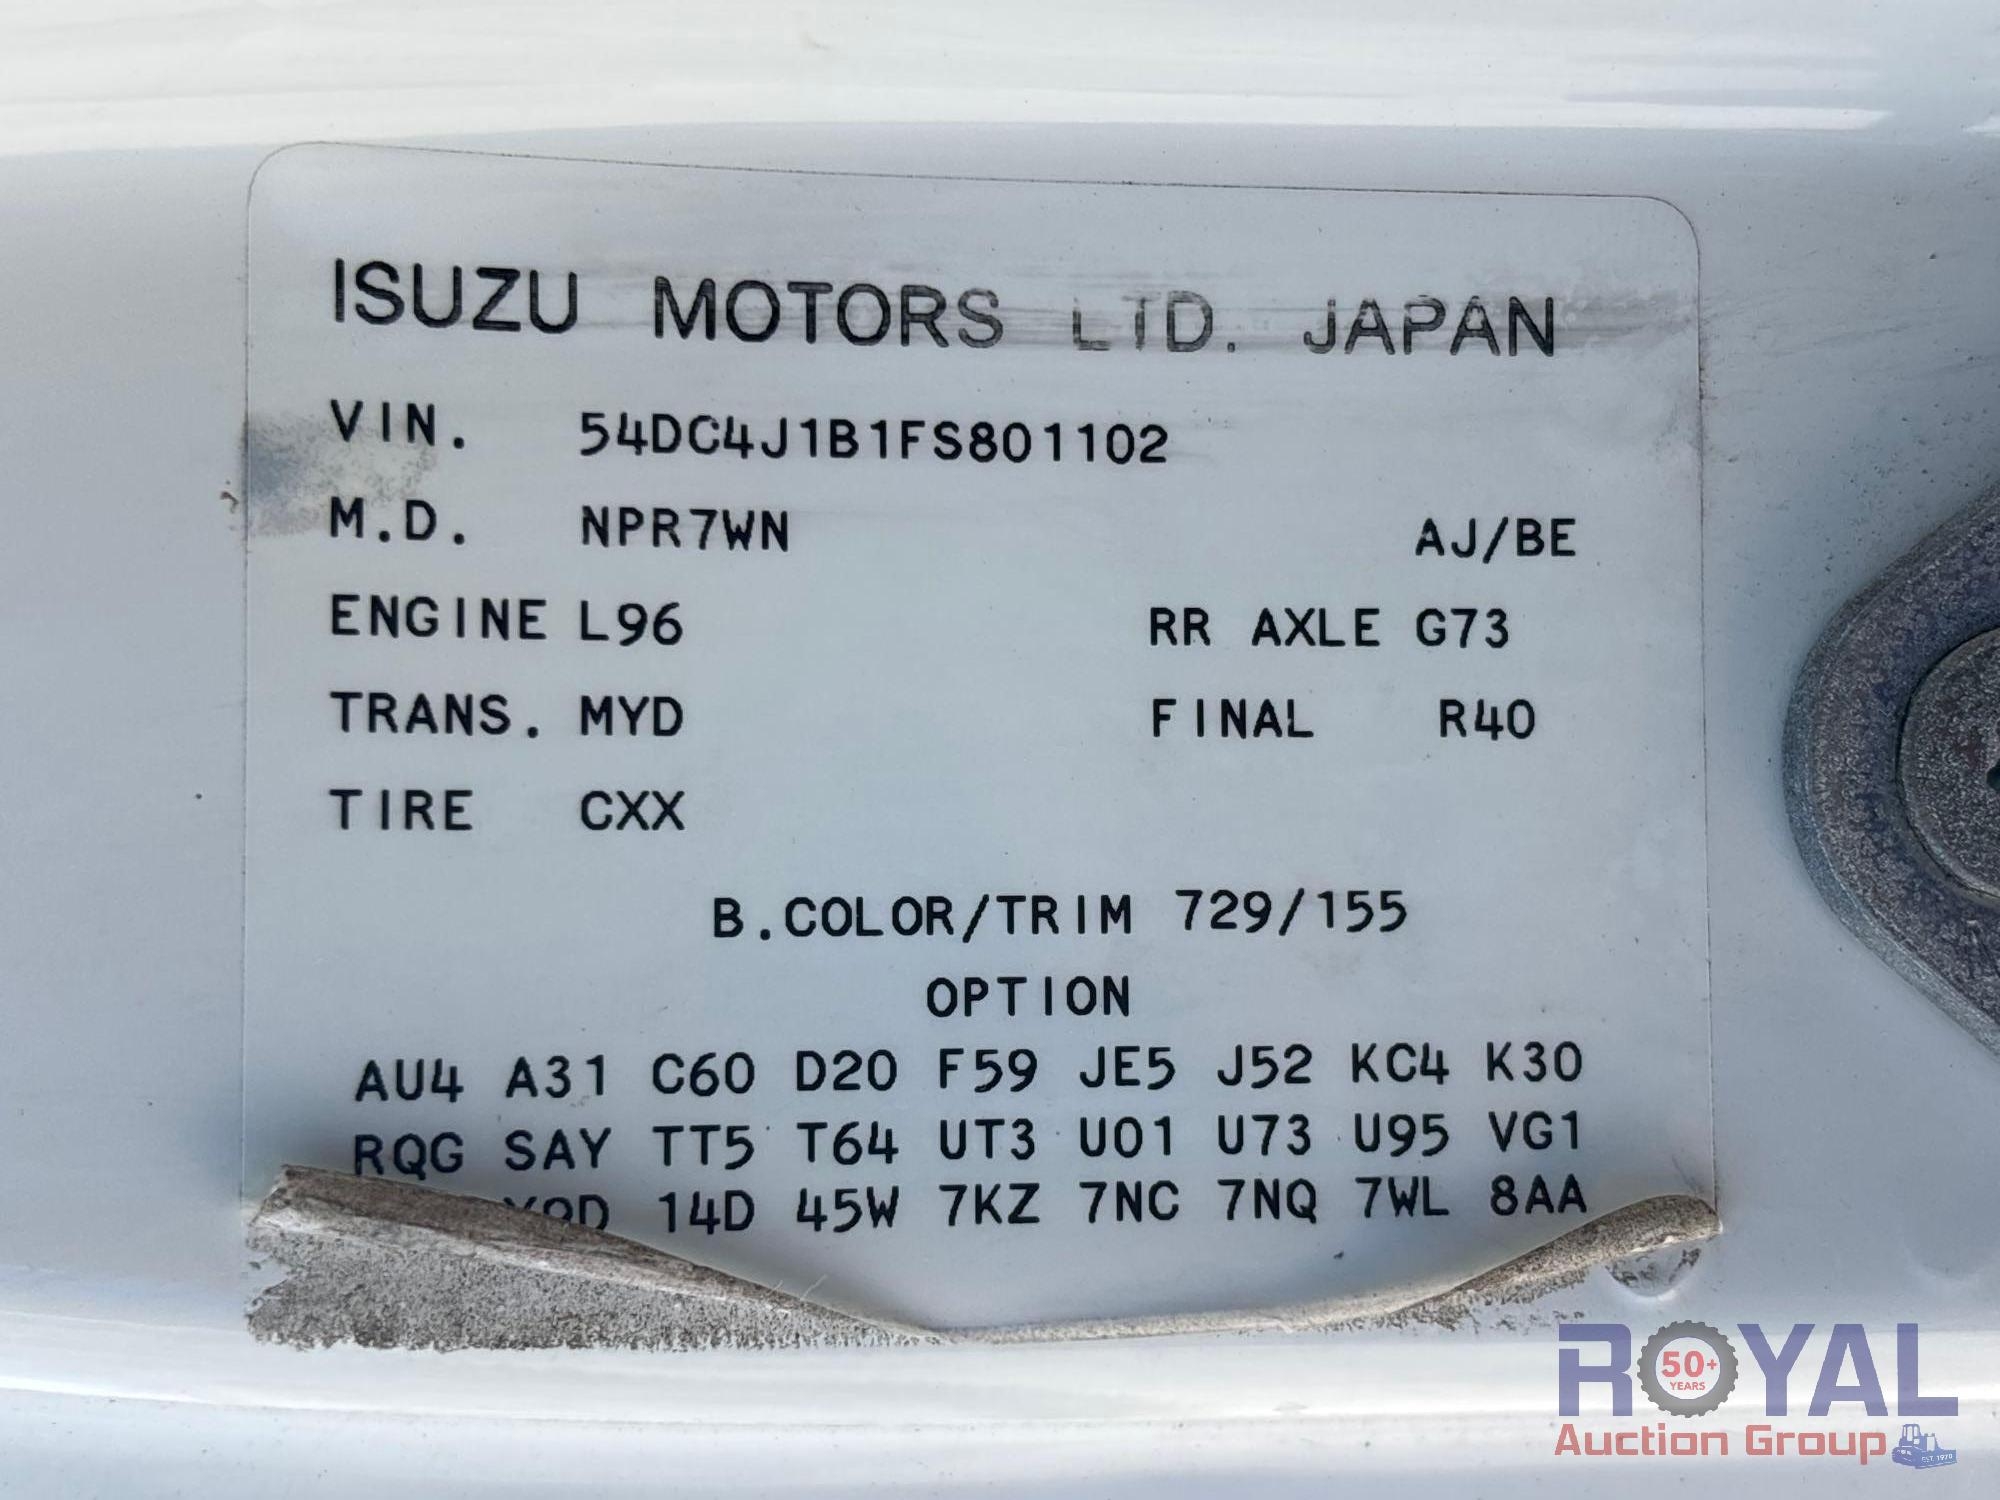 ISUZU MOTORS LTD. JAPAN
VIN. 54DC4J1B1FS801102
M.D. NPR7WN AJ/BE
ENGINE L96 RR AXLE G73
TRANS. MYD FINAL R40
TIRE CXX
B.COLOR/TRIM 729/155
OPTION
AU4 A31 C60 D20 F59 JE5 J52 KC4 K30
RQG SAY TT5 T64 UT3 U01 U73 U95 VG1
14D 45W 7KZ 7NC 7NQ 7WL 8AA
ROYAL
50+
YEARS
Auction Group
EST. 1970